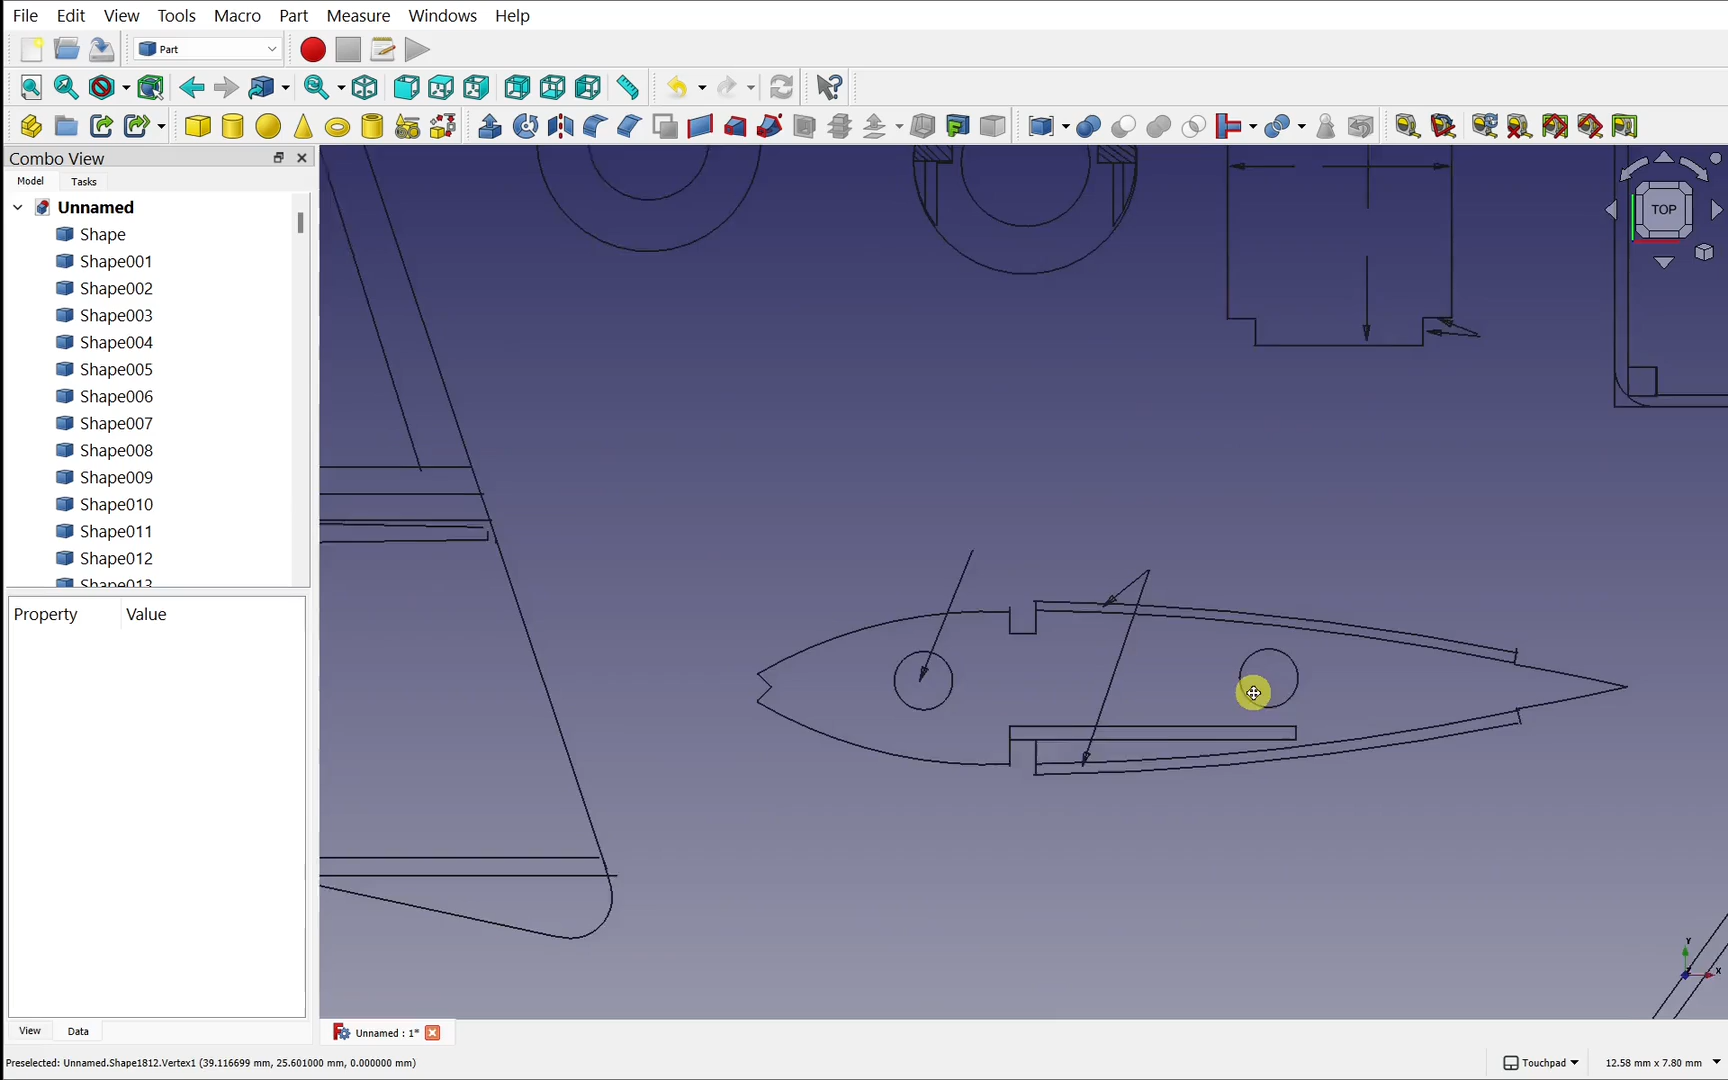 File Edit View Tools Macro Part Measure Windows Help
Part
Combo View
Model Tasks
Unnamed
Shape
Shape001
Shape002
Shape003
Shape004
Shape005
Shape006
Shape007
Shape008
Shape009
Shape010
Shape011
Shape012
Shape013
Property Value
TOP
Y
X
View Data
Unnamed : 1*
Preselected: Unnamed.Shape1812.Vertex1 (39.116699 mm, 25.601000 mm, 0.000000 mm)
Touchpad
12.58 mm x 7.80 mm